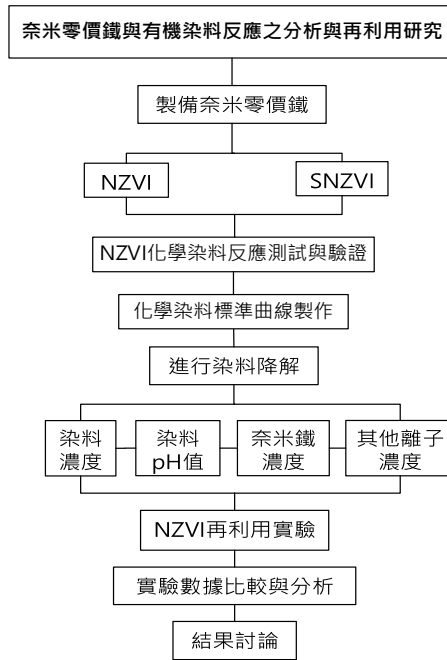 奈米零價鐵與有機染料反應之分析與再利用研究
製備奈米零價鐵
NZVI
SNZVI
NZVI化學染料反應測試與驗證
化學染料標準曲線製作
進行染料降解
染料
濃度
染料
pH值
奈米鐵
濃度
其他離子
濃度
NZVI再利用實驗
實驗數據比較與分析
結果討論